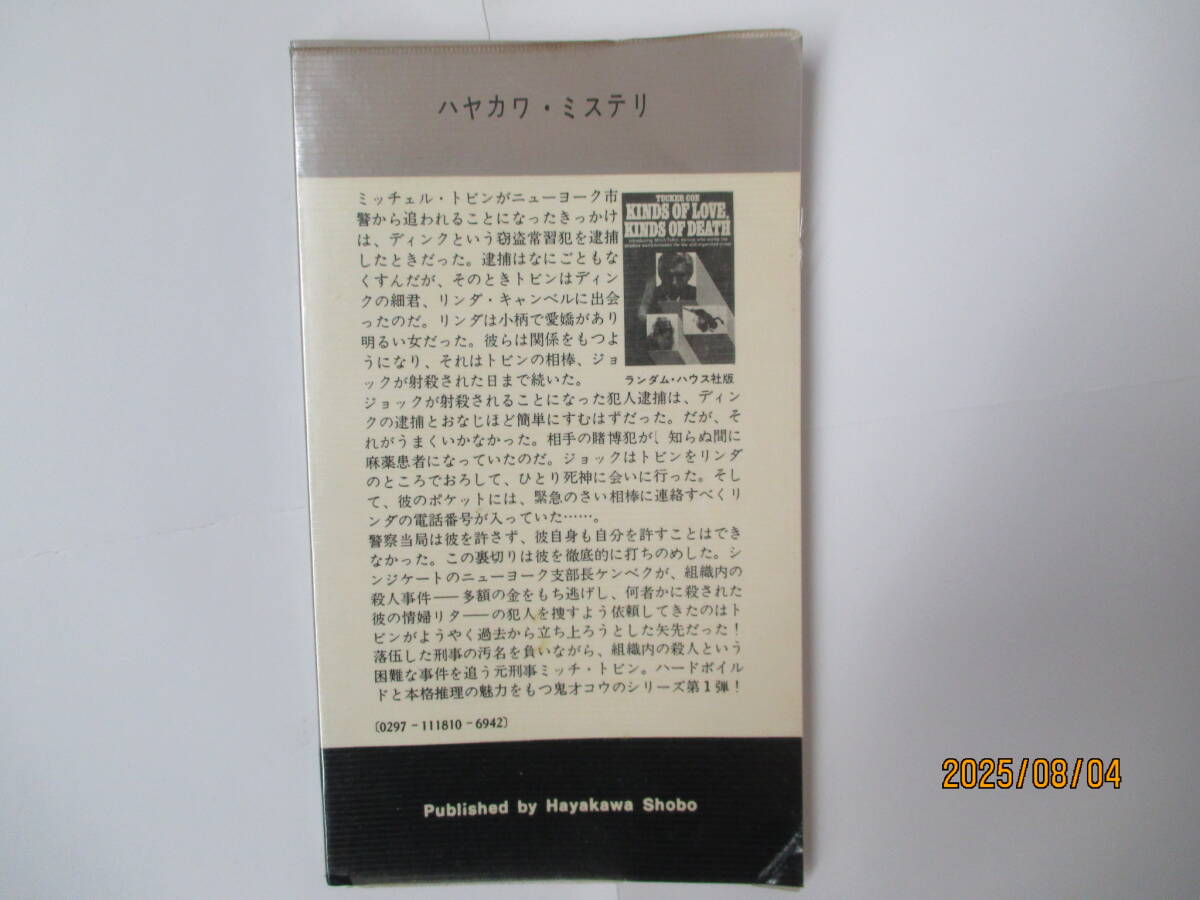 ハヤカワ・ミステリ
ミッチェル・トビンがニューヨーク市
警から追われることになったきっかけ
は、ディンクという窃盗常習犯を逮捕
したときだった。逮捕はなにごともな
くすんだが、そのときトビンはディン
クの細君、リンダ・キャンベルに出会
ったのだ。リンダは小柄で愛嬌があり
明るい女だった。彼らは関係をもつよ
うになり、それはトビンの相棒、ジョ
ックが射殺された日まで続いた。
TUCKER COE
KINDS OF LOVE,
KINDS OF DEATH
ランダム・ハウス社版
ジョックが射殺されることになった犯人逮捕は、ディン
クの逮捕とおなじほど簡単にすむはずだった。だが、そ
れがうまくいかなかった。相手の賭博犯が、知らぬ間に
麻薬患者になっていたのだ。ジョックはトビンをリンダ
のところでおろして、ひとり死神に会いに行った。そし
て、彼のポケットには、緊急のさい相棒に連絡すべくリ
ンダの電話番号が入っていた……。
警察当局は彼を許さず、彼自身も自分を許すことはでき
なかった。この裏切りは彼を徹底的に打ちのめした。シ
ンジケートのニューヨーク支部長ケンベクが、組織内の
殺人事件――多額の金をもち逃げし、何者かに殺された
彼の情婦リタ――の犯人を捜すよう依頼してきたのはト
ビンがようやく過去から立ち上ろうとした矢先だった！
落伍した刑事の汚名を負いながら、組織内の殺人という
困難な事件を追う元刑事ミッチ・トビン。ハードボイル
ドと本格推理の魅力をもつ鬼才コウのシリーズ第1弾！
〔0297-111810-6942〕
Published by Hayakawa Shobo
2025/08/04